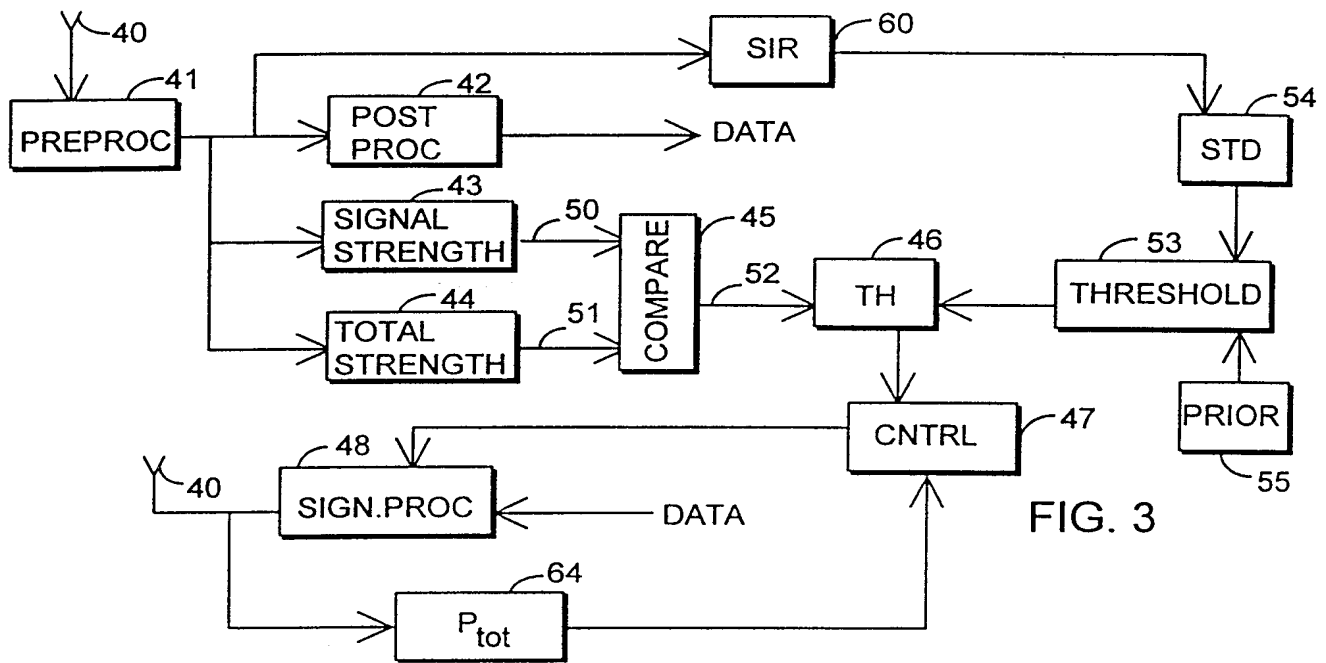 40
41
PREPROC
42
POST
PROC
DATA
SIR
60
54
STD
43
SIGNAL
STRENGTH
50
44
TOTAL
STRENGTH
51
COMPARE
45
52
46
TH
53
THRESHOLD
PRIOR
55
CNTRL
47
40
48
SIGN.PROC
DATA
64
Ptot
FIG. 3